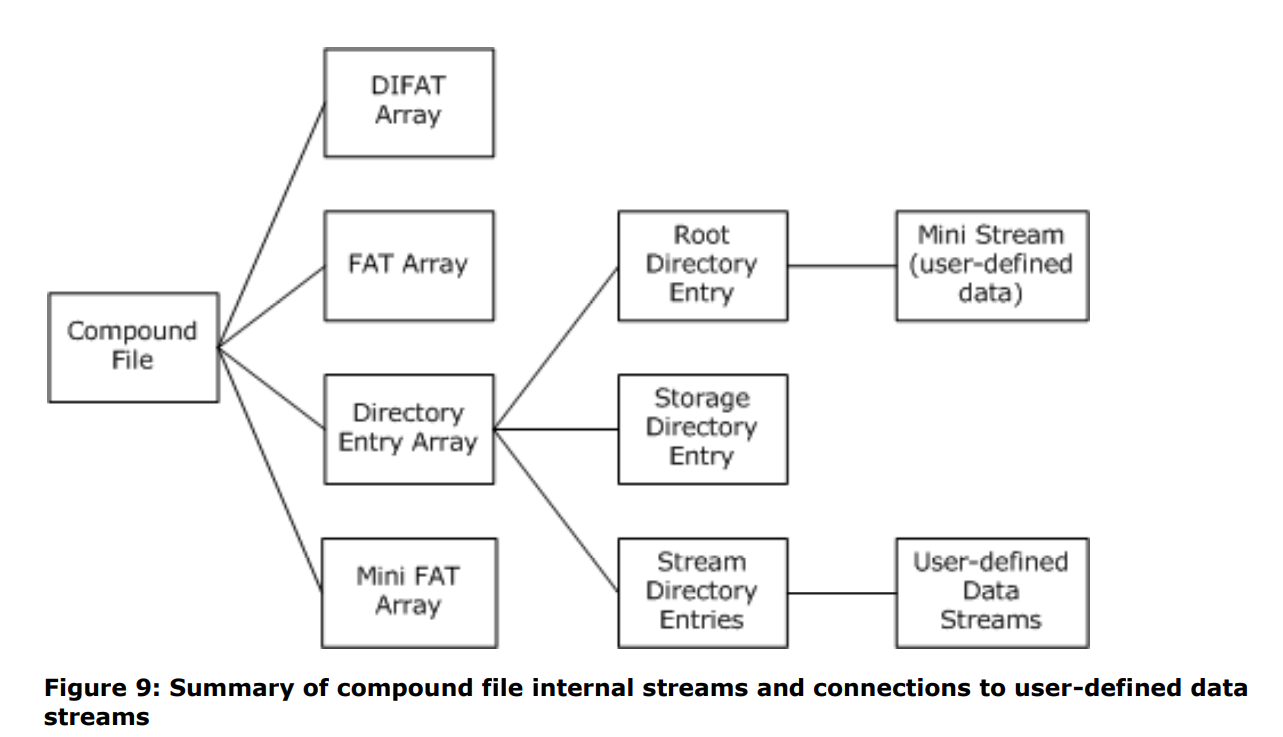 DIFAT
Array
FAT Array
Root
Directory
Entry
Mini Stream
(user-defined
data)
Compound
File
Directory
Entry Array
Storage
Directory
Entry
Mini FAT
Array
Stream
Directory
Entries
User-defined
Data
Streams
Figure 9: Summary of compound file internal streams and connections to user-defined data
streams